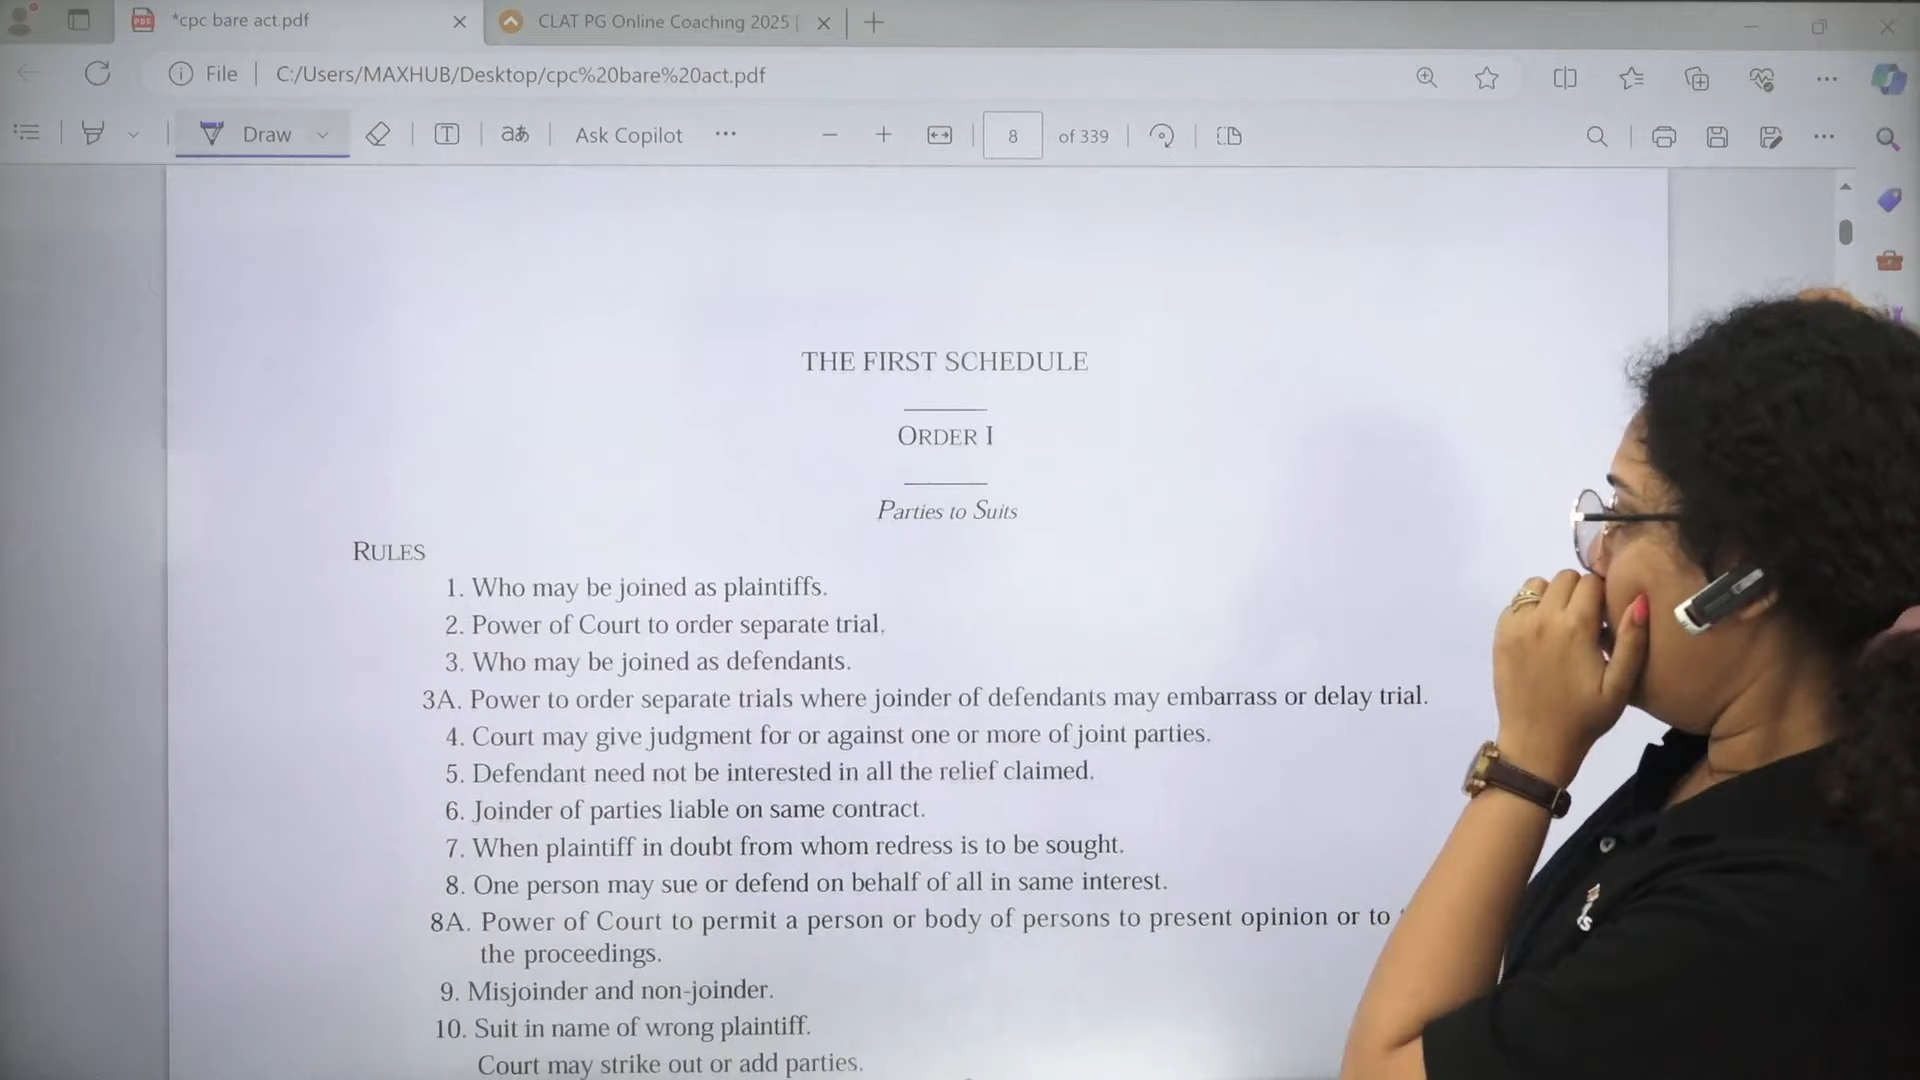 *cpc bare act.pdf
CLAT PG Online Coaching 2025 |
File
C:/Users/MAXHUB/Desktop/cpc%20bare%20act.pdf
Draw
aあ
Ask Copilot
8
of 339
THE FIRST SCHEDULE
ORDER I
Parties to Suits
RULES
1. Who may be joined as plaintiffs.
2. Power of Court to order separate trial.
3. Who may be joined as defendants.
3A. Power to order separate trials where joinder of defendants may embarrass or delay trial.
4. Court may give judgment for or against one or more of joint parties.
5. Defendant need not be interested in all the relief claimed.
6. Joinder of parties liable on same contract.
7. When plaintiff in doubt from whom redress is to be sought.
8. One person may sue or defend on behalf of all in same interest.
8A. Power of Court to permit a person or body of persons to present opinion or to
the proceedings.
9. Misjoinder and non-joinder.
10. Suit in name of wrong plaintiff.
Court may strike out or add parties.